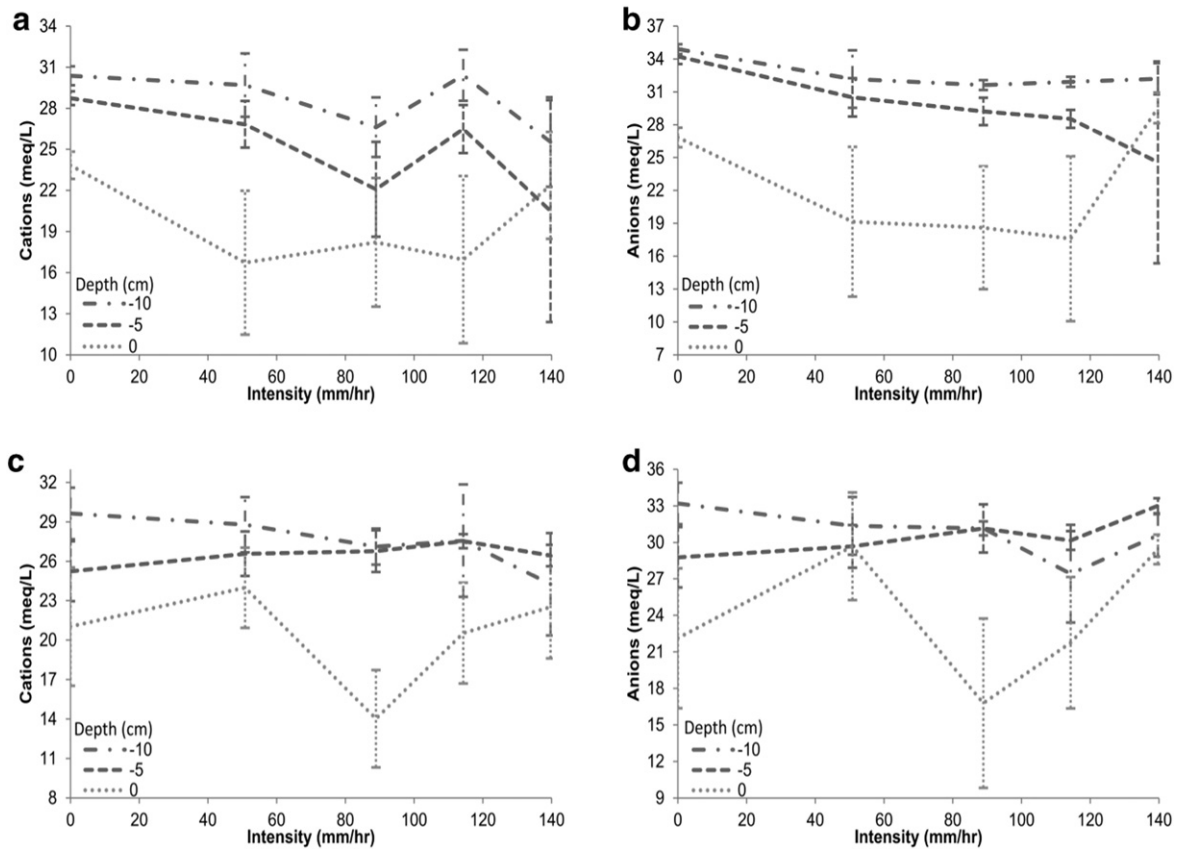 a
34
31
28
25
22
19
16
13
10
Cations (meq/L)
Depth (cm)
-10
-5
0
0 20 40 60 80 100 120 140
Intensity (mm/hr)
b
37
34
31
28
25
22
19
16
13
10
7
Anions (meq/L)
Depth (cm)
-10
-5
0
0 20 40 60 80 100 120 140
Intensity (mm/hr)
c
32
29
26
23
20
17
14
11
8
Cations (meq/L)
Depth (cm)
-10
-5
0
0 20 40 60 80 100 120 140
Intensity (mm/hr)
d
36
33
30
27
24
21
18
15
12
9
Anions (meq/L)
Depth (cm)
-10
-5
0
0 20 40 60 80 100 120 140
Intensity (mm/hr)